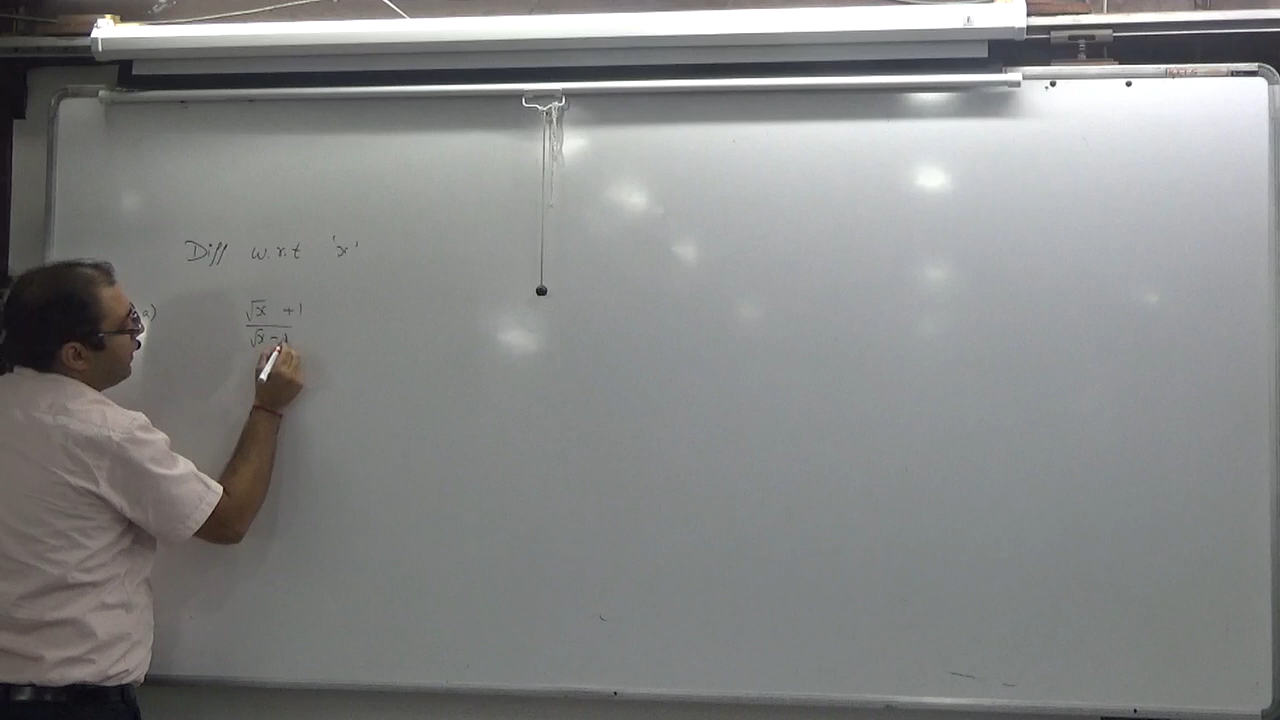 Diff w.r.t 'x'
a) √x + 1
√x - 1